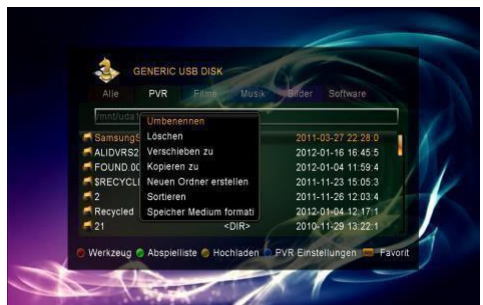 GENERIC USB DISK
Alle PVR Filme Musik Bilder Software
/mnt/uda1
Umbenennen
SamsungS 2011-03-27 22:28:0
Löschen
ALIDVRS2 2012-01-16 16:45:5
Verschieben zu
FOUND.00 2012-01-04 11:59:4
Kopieren zu
$RECYCLI 2011-11-23 15:05:3
Neuen Ordner erstellen
2 2011-11-26 12:03:4
Sortieren
Recycled 2012-01-04 12:17:1
Speicher Medium formati
21 <DIR> 2010-11-29 13:22:1
Werkzeug Abspielliste Hochladen PVR Einstellungen Favorit